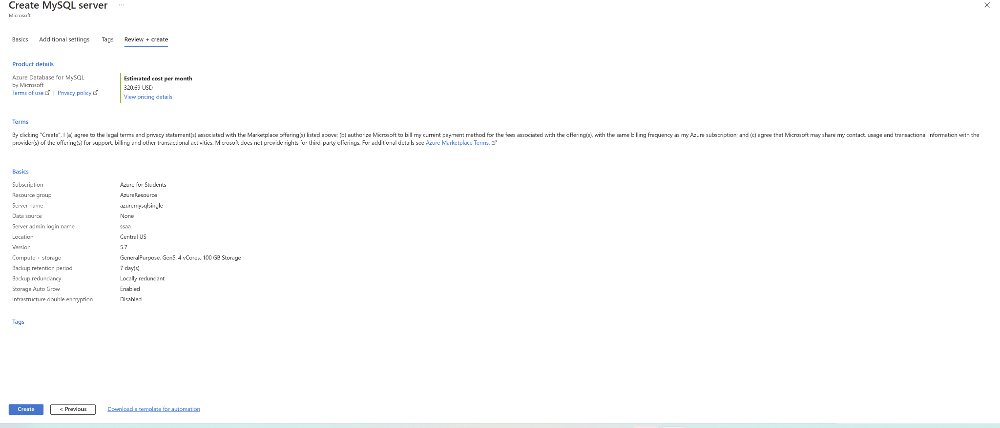 Create MySQL server ...
Microsoft
Basics Additional settings Tags Review + create
Product details
Azure Database for MySQL
by Microsoft
Terms of use | Privacy policy
Estimated cost per month
320.69 USD
View pricing details
Terms
By clicking "Create", I (a) agree to the legal terms and privacy statement(s) associated with the Marketplace offering(s) listed above; (b) authorize Microsoft to bill my current payment method for the fees associated with the offering(s), with the same billing frequency as my Azure subscription; and (c) agree that Microsoft may share my contact, usage and transactional information with the
provider(s) of the offering(s) for support, billing and other transactional activities. Microsoft does not provide rights for third-party offerings. For additional details see Azure Marketplace Terms.
Basics
Subscription Azure for Students
Resource group AzureResource
Server name azuremysqlsingle
Data source None
Server admin login name ssaa
Location Central US
Version 5.7
Compute + storage GeneralPurpose, Gen5, 4 vCores, 100 GB Storage
Backup retention period 7 day(s)
Backup redundancy Locally redundant
Storage Auto Grow Enabled
Infrastructure double encryption Disabled
Tags
Create < Previous Download a template for automation